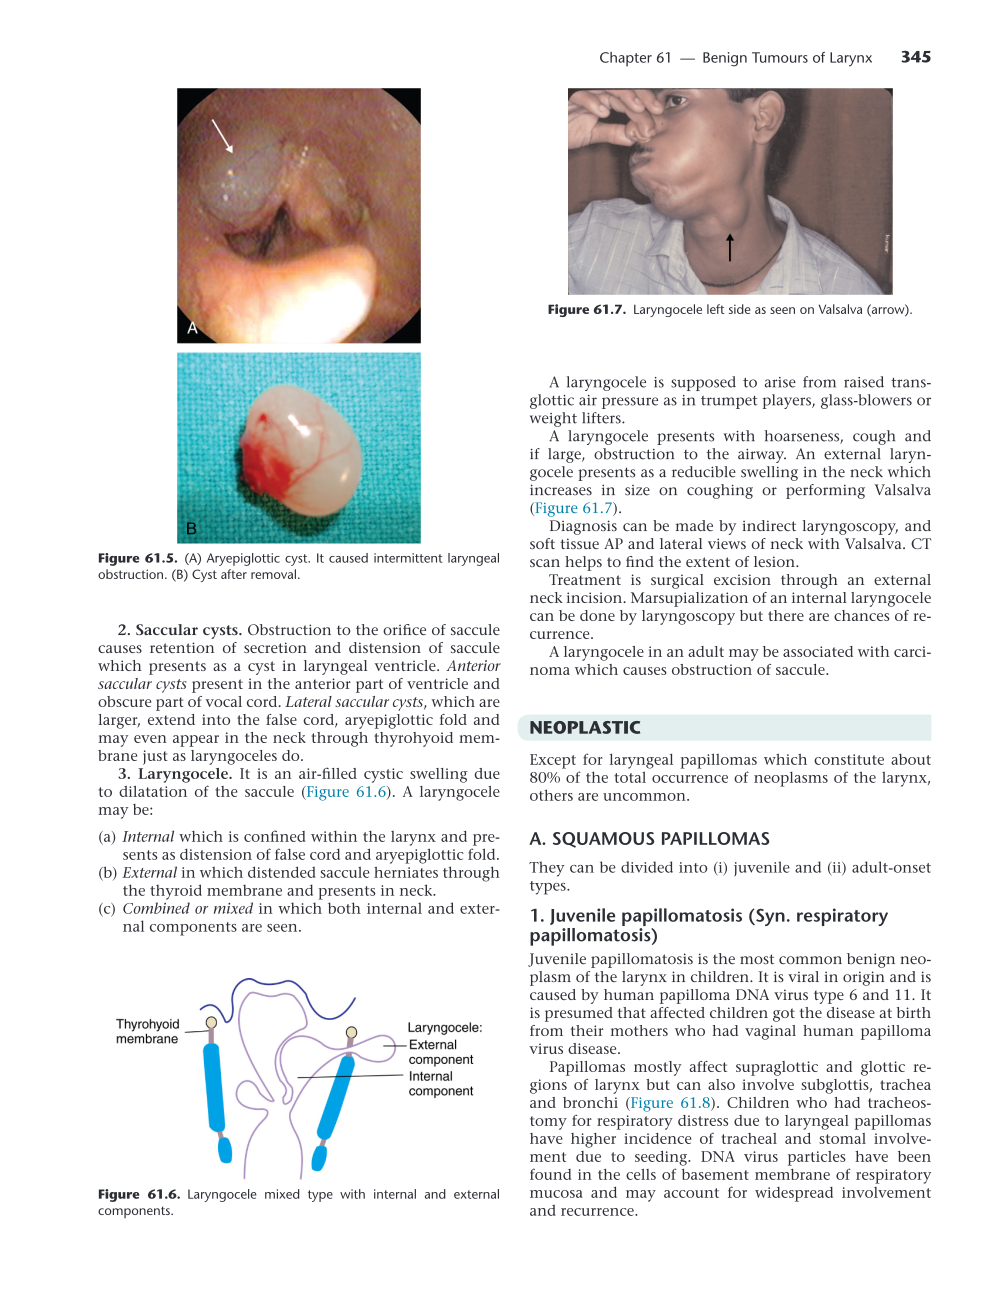 Chapter 61 — Benign Tumours of Larynx 345
A
B
Figure 61.5. (A) Aryepiglottic cyst. It caused intermittent laryngeal
obstruction. (B) Cyst after removal.
2. Saccular cysts. Obstruction to the orifice of saccule
causes retention of secretion and distension of saccule
which presents as a cyst in laryngeal ventricle. Anterior
saccular cysts present in the anterior part of ventricle and
obscure part of vocal cord. Lateral saccular cysts, which are
larger, extend into the false cord, aryepiglottic fold and
may even appear in the neck through thyrohyoid mem-
brane just as laryngoceles do.
3. Laryngocele. It is an air-filled cystic swelling due
to dilatation of the saccule (Figure 61.6). A laryngocele
may be:
(a) Internal which is confined within the larynx and pre-
sents as distension of false cord and aryepiglottic fold.
(b) External in which distended saccule herniates through
the thyroid membrane and presents in neck.
(c) Combined or mixed in which both internal and exter-
nal components are seen.
Thyrohyoid
membrane
Laryngocele:
External
component
Internal
component
Figure 61.6. Laryngocele mixed type with internal and external
components.
Figure 61.7. Laryngocele left side as seen on Valsalva (arrow).
A laryngocele is supposed to arise from raised trans-
glottic air pressure as in trumpet players, glass-blowers or
weight lifters.
A laryngocele presents with hoarseness, cough and
if large, obstruction to the airway. An external laryn-
gocele presents as a reducible swelling in the neck which
increases in size on coughing or performing Valsalva
(Figure 61.7).
Diagnosis can be made by indirect laryngoscopy, and
soft tissue AP and lateral views of neck with Valsalva. CT
scan helps to find the extent of lesion.
Treatment is surgical excision through an external
neck incision. Marsupialization of an internal laryngocele
can be done by laryngoscopy but there are chances of re-
currence.
A laryngocele in an adult may be associated with carci-
noma which causes obstruction of saccule.
NEOPLASTIC
Except for laryngeal papillomas which constitute about
80% of the total occurrence of neoplasms of the larynx,
others are uncommon.
A. SQUAMOUS PAPILLOMAS
They can be divided into (i) juvenile and (ii) adult-onset
types.
1. Juvenile papillomatosis (Syn. respiratory
papillomatosis)
Juvenile papillomatosis is the most common benign neo-
plasm of the larynx in children. It is viral in origin and is
caused by human papilloma DNA virus type 6 and 11. It
is presumed that affected children got the disease at birth
from their mothers who had vaginal human papilloma
virus disease.
Papillomas mostly affect supraglottic and glottic re-
gions of larynx but can also involve subglottis, trachea
and bronchi (Figure 61.8). Children who had tracheos-
tomy for respiratory distress due to laryngeal papillomas
have higher incidence of tracheal and stomal involve-
ment due to seeding. DNA virus particles have been
found in the cells of basement membrane of respiratory
mucosa and may account for widespread involvement
and recurrence.